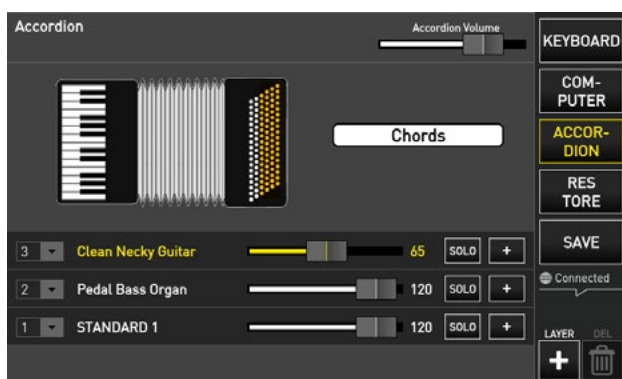 Accordion
Accordion Volume
Chords
3 Clean Necky Guitar 65 SOLO +
2 Pedal Bass Organ 120 SOLO +
1 STANDARD 1 120 SOLO +
KEYBOARD
COM-
PUTER
ACCOR-
DION
RES
TORE
SAVE
Connected
LAYER DEL
+